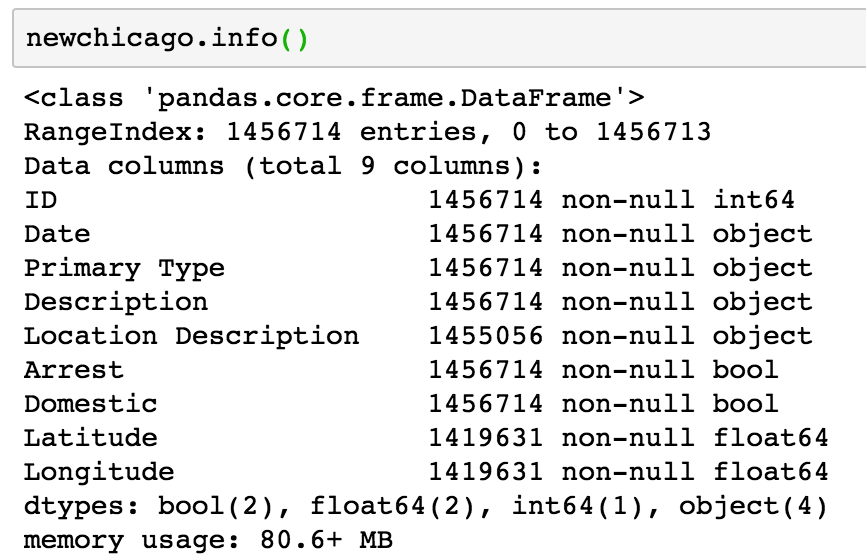 newchicago.info()
<class 'pandas.core.frame.DataFrame'>
RangeIndex: 1456714 entries, 0 to 1456713
Data columns (total 9 columns):
ID                      1456714 non-null int64
Date                    1456714 non-null object
Primary Type            1456714 non-null object
Description             1456714 non-null object
Location Description    1455056 non-null object
Arrest                  1456714 non-null bool
Domestic                1456714 non-null bool
Latitude                1419631 non-null float64
Longitude               1419631 non-null float64
dtypes: bool(2), float64(2), int64(1), object(4)
memory usage: 80.6+ MB